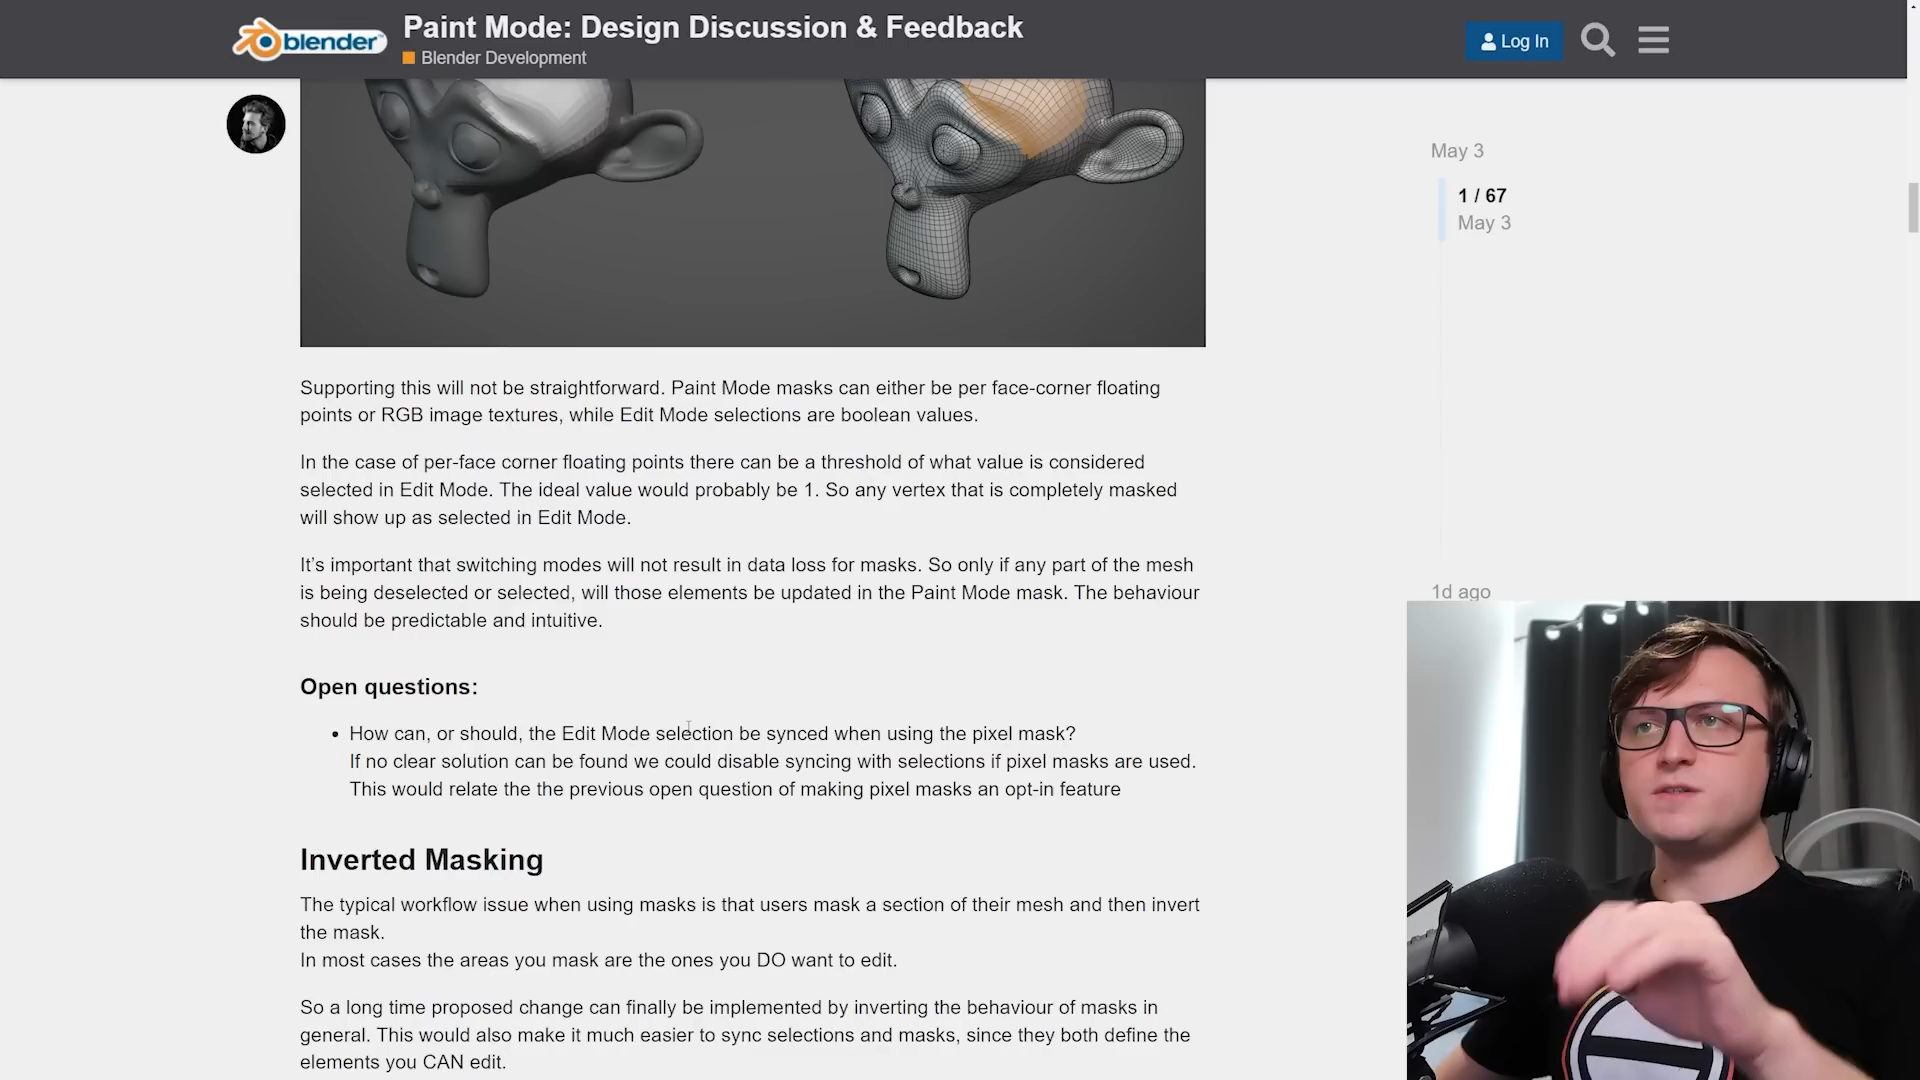 blender
Paint Mode: Design Discussion & Feedback
Blender Development
Log In
May 3
1 / 67
May 3
1d ago
Supporting this will not be straightforward. Paint Mode masks can either be per face-corner floating
points or RGB image textures, while Edit Mode selections are boolean values.
In the case of per-face corner floating points there can be a threshold of what value is considered
selected in Edit Mode. The ideal value would probably be 1. So any vertex that is completely masked
will show up as selected in Edit Mode.
It's important that switching modes will not result in data loss for masks. So only if any part of the mesh
is being deselected or selected, will those elements be updated in the Paint Mode mask. The behaviour
should be predictable and intuitive.
Open questions:
• How can, or should, the Edit Mode selection be synced when using the pixel mask?
If no clear solution can be found we could disable syncing with selections if pixel masks are used.
This would relate the the previous open question of making pixel masks an opt-in feature
Inverted Masking
The typical workflow issue when using masks is that users mask a section of their mesh and then invert
the mask.
In most cases the areas you mask are the ones you DO want to edit.
So a long time proposed change can finally be implemented by inverting the behaviour of masks in
general. This would also make it much easier to sync selections and masks, since they both define the
elements you CAN edit.